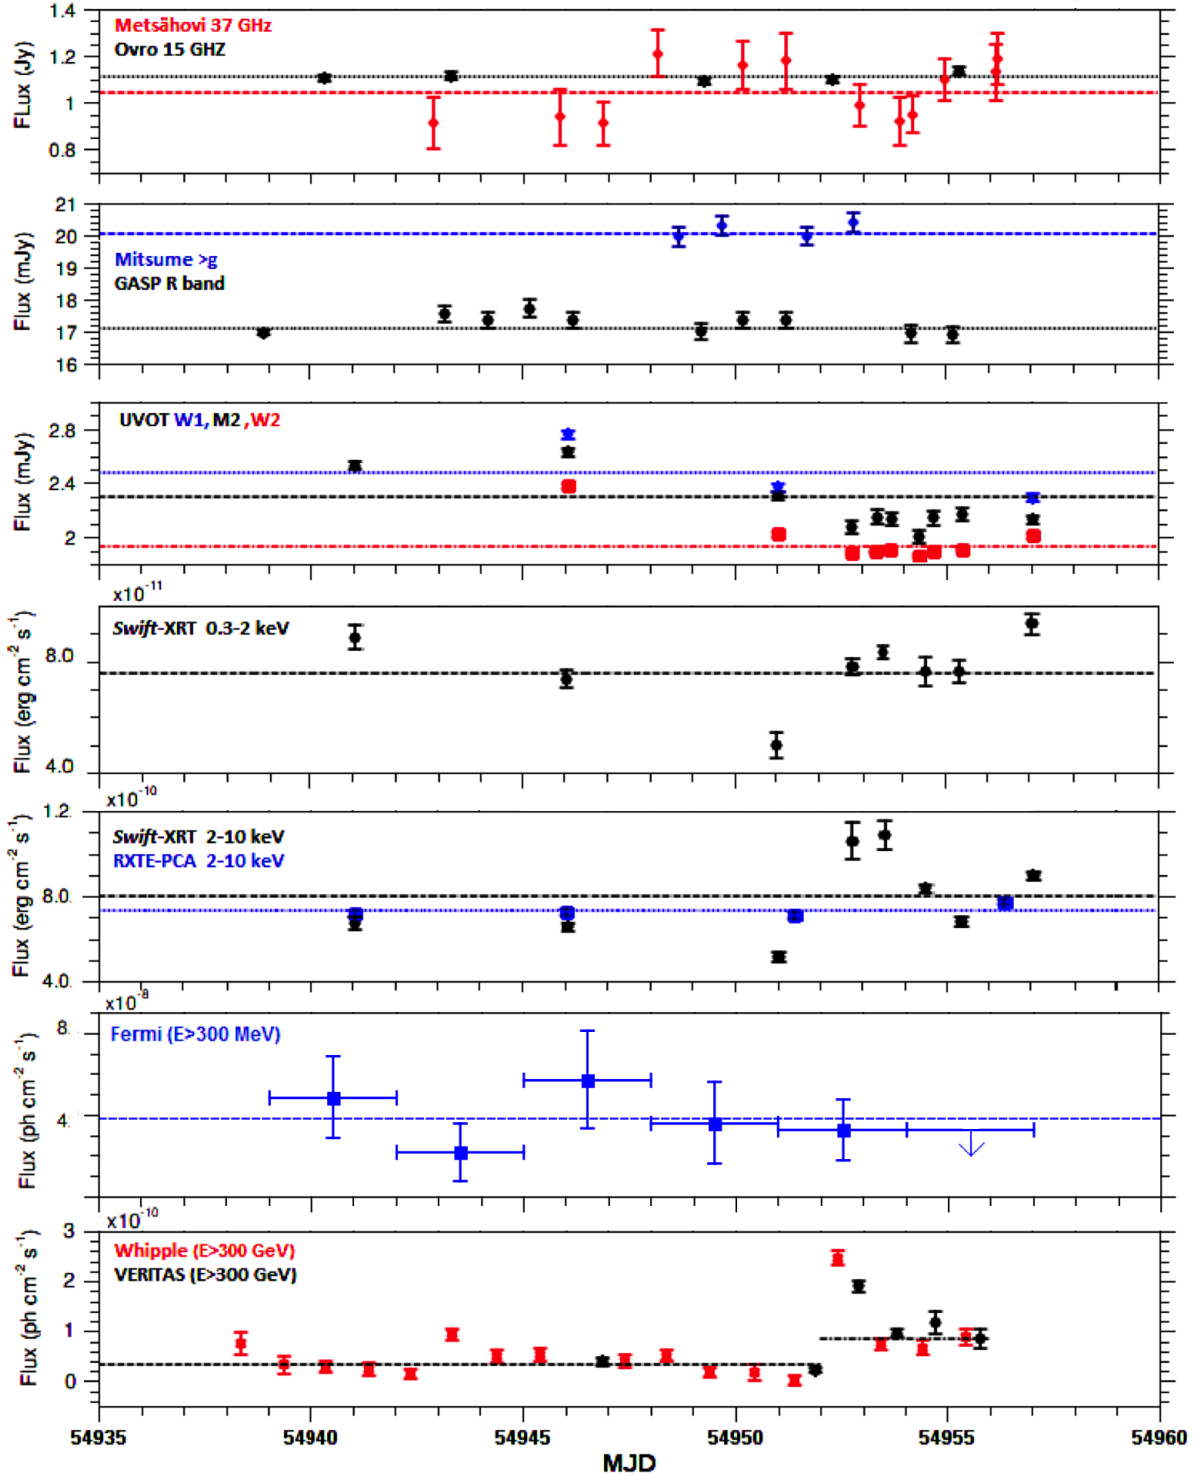 1.4
1.2
1
0.8
FLux (Jy)
Metsähovi 37 GHz
Ovro 15 GHZ
21
20
19
18
17
16
Flux (mJy)
Mitsume >g
GASP R band
2.8
2.4
2
Flux (mJy)
UVOT W1, M2 ,W2
x10⁻¹¹
8.0
4.0
Flux (erg cm⁻² s⁻¹)
Swift-XRT 0.3-2 keV
x10⁻¹⁰
1.2
8.0
4.0
Flux (erg cm⁻² s⁻¹)
Swift-XRT 2-10 keV
RXTE-PCA 2-10 keV
x10⁻⁸
8.
4.
Flux (ph cm⁻² s⁻¹)
Fermi (E>300 MeV)
x10⁻¹⁰
3
2
1
0
Flux (ph cm⁻² s⁻¹)
Whipple (E>300 GeV)
VERITAS (E>300 GeV)
54935 54940 54945 54950 54955 54960
MJD